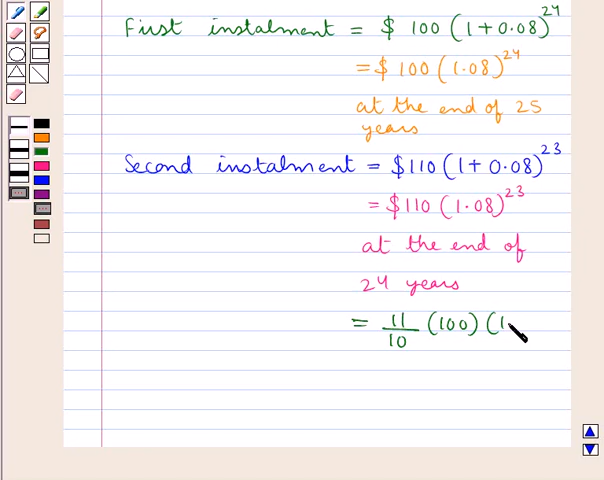 First instalment = $ 100 (1+0.08)^24
= $ 100 (1.08)^24
at the end of 25
years
Second instalment = $110 (1+ 0.08)^23
= $110 (1.08)^23
at the end of
24 years
= 11/10 (100) (1